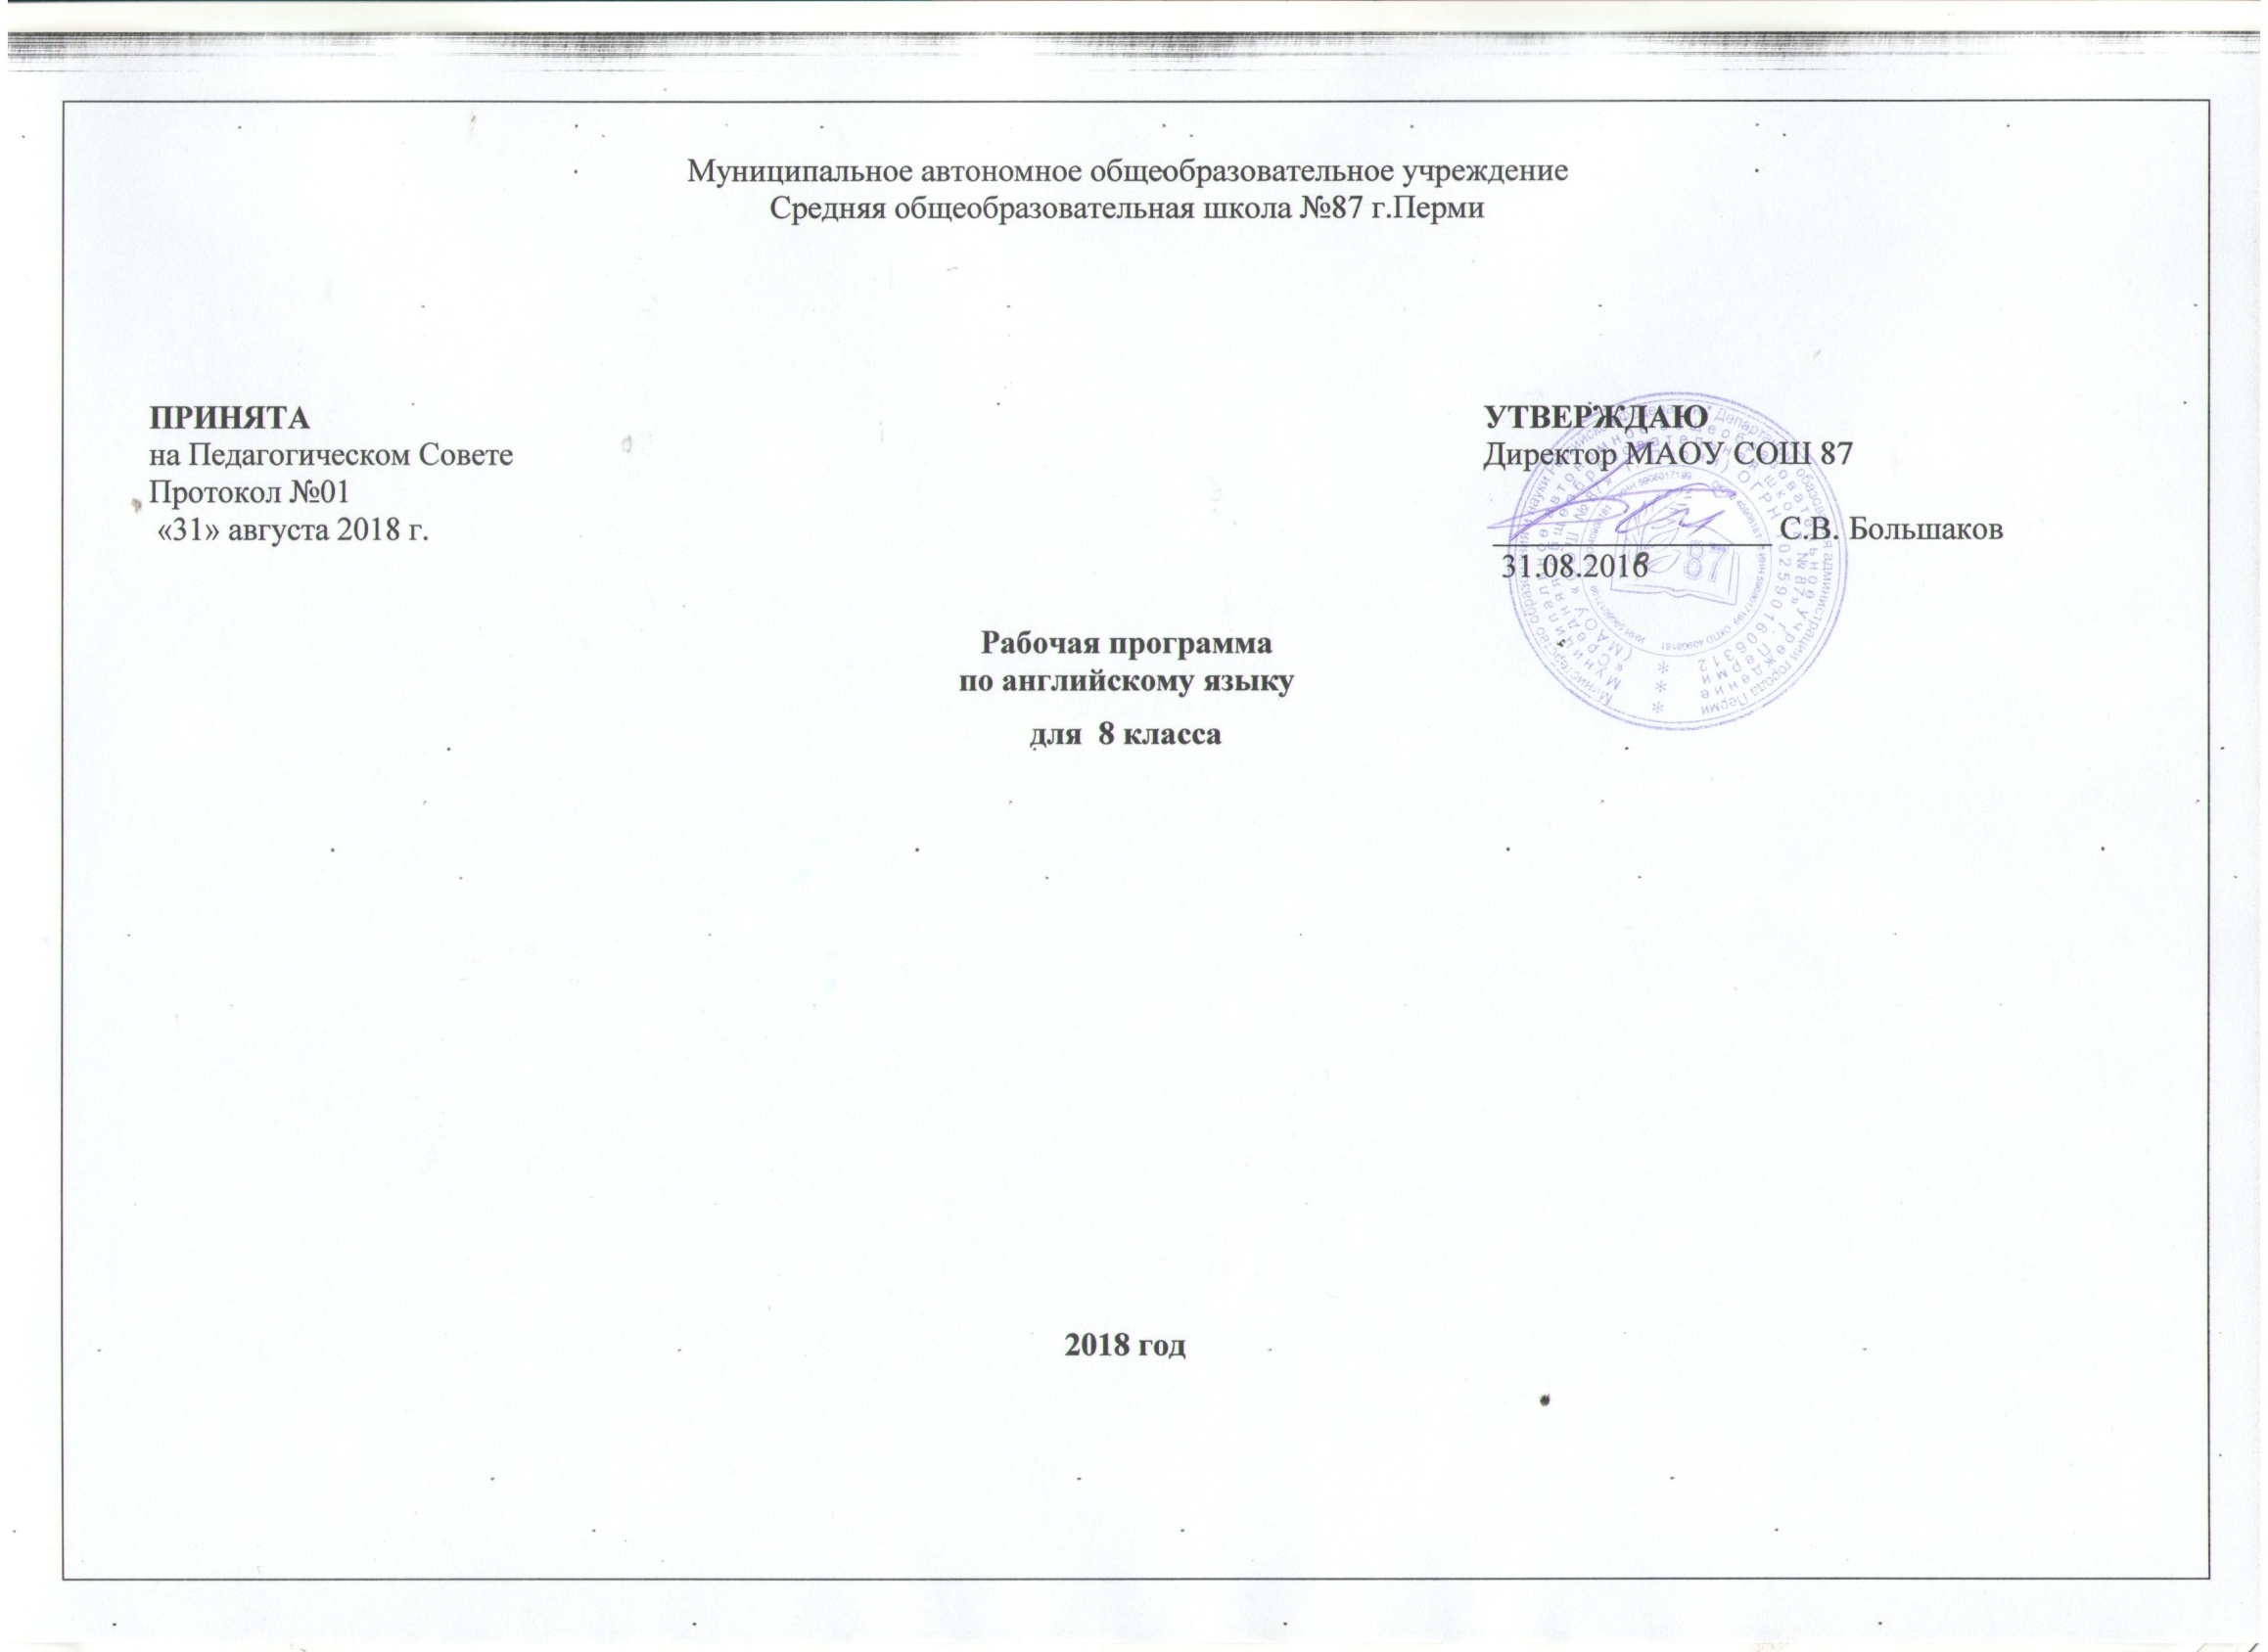 Муниципальное автономное общеобразовательное учреждение
Средняя общеобразовательная школа №87 г.Перми
ПРИНЯТА
на Педагогическом Совете
Протокол №01
«31» августа 2018 г.
УТВЕРЖДАЮ
Директор МАОУ СОШ 87
С.В. Большаков
31.08.2018
87
Рабочая программа
по английскому языку
для 8 класса
2018 год